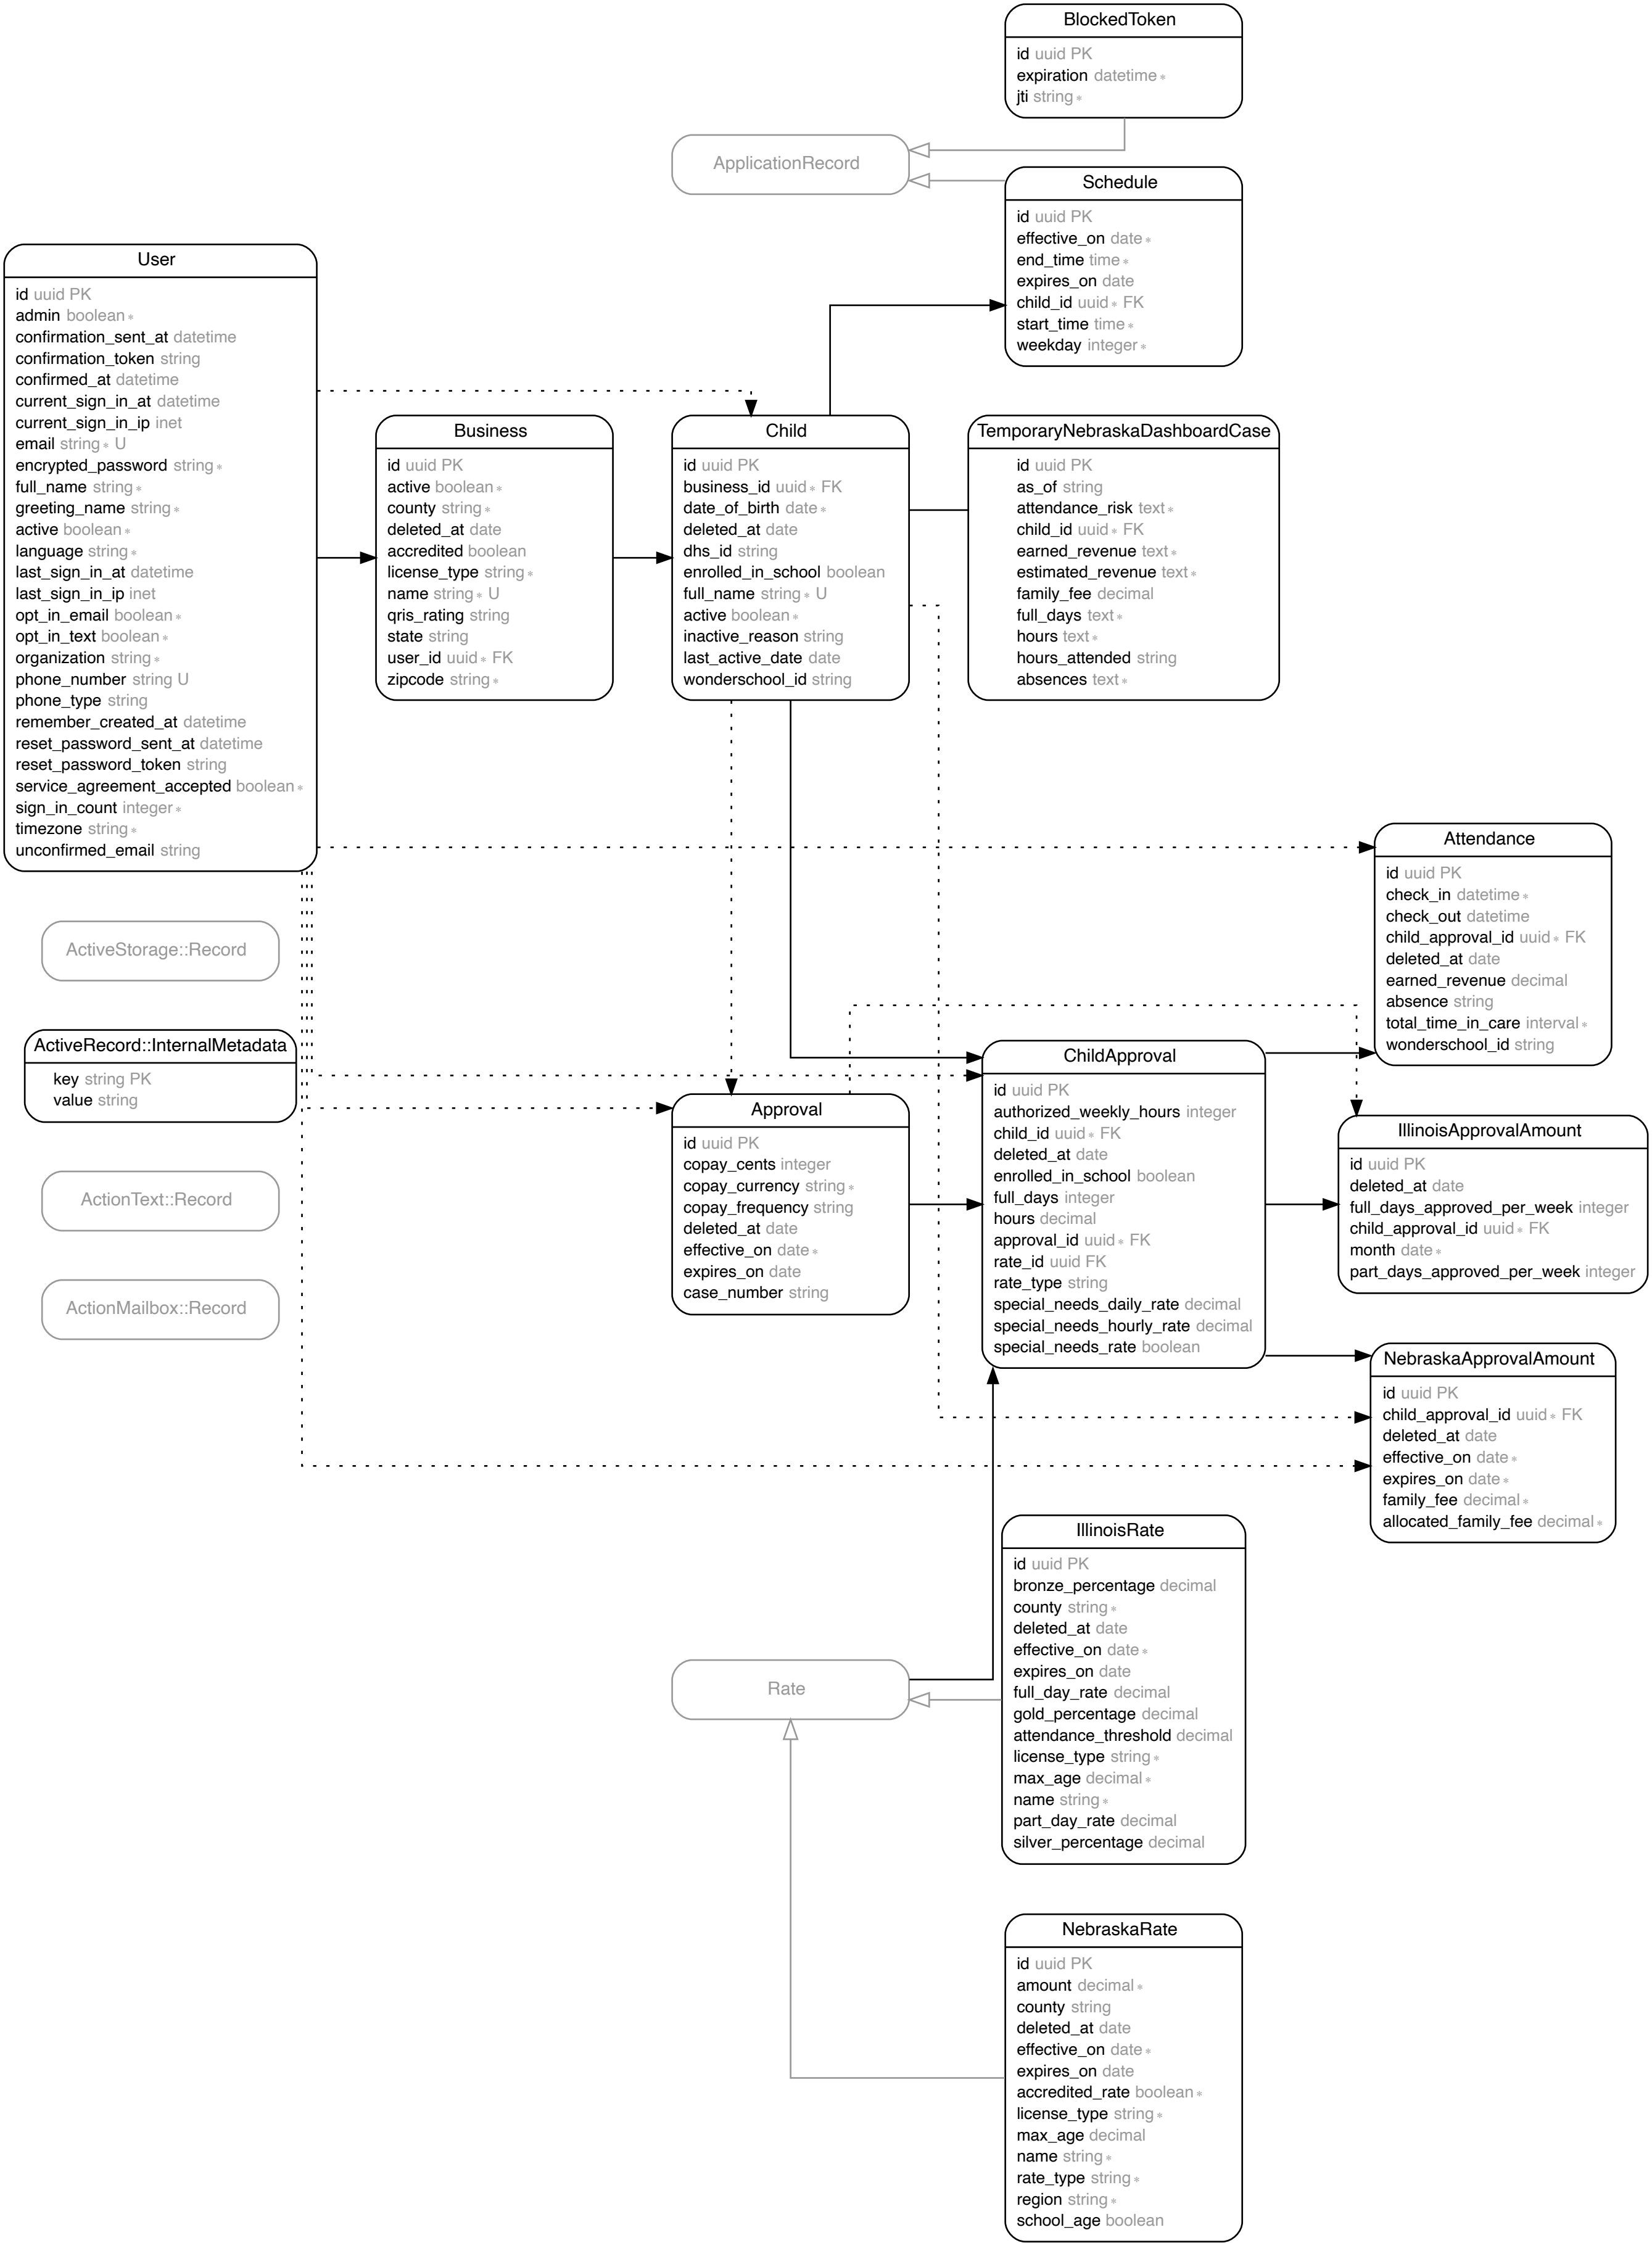 BlockedToken
id uuid PK
expiration datetime ∗
jti string ∗
ApplicationRecord
Schedule
id uuid PK
effective_on date ∗
end_time time ∗
expires_on date
child_id uuid ∗ FK
start_time time ∗
weekday integer ∗
User
id uuid PK
admin boolean ∗
confirmation_sent_at datetime
confirmation_token string
confirmed_at datetime
current_sign_in_at datetime
current_sign_in_ip inet
email string ∗ U
encrypted_password string ∗
full_name string ∗
greeting_name string ∗
active boolean ∗
language string ∗
last_sign_in_at datetime
last_sign_in_ip inet
opt_in_email boolean ∗
opt_in_text boolean ∗
organization string ∗
phone_number string U
phone_type string
remember_created_at datetime
reset_password_sent_at datetime
reset_password_token string
service_agreement_accepted boolean ∗
sign_in_count integer ∗
timezone string ∗
unconfirmed_email string
Business
id uuid PK
active boolean ∗
county string ∗
deleted_at date
accredited boolean
license_type string ∗
name string ∗ U
qris_rating string
state string
user_id uuid ∗ FK
zipcode string ∗
Child
id uuid PK
business_id uuid ∗ FK
date_of_birth date ∗
deleted_at date
dhs_id string
enrolled_in_school boolean
full_name string ∗ U
active boolean ∗
inactive_reason string
last_active_date date
wonderschool_id string
TemporaryNebraskaDashboardCase
id uuid PK
as_of string
attendance_risk text ∗
child_id uuid ∗ FK
earned_revenue text ∗
estimated_revenue text ∗
family_fee decimal
full_days text ∗
hours text ∗
hours_attended string
absences text ∗
Attendance
id uuid PK
check_in datetime ∗
check_out datetime
child_approval_id uuid ∗ FK
deleted_at date
earned_revenue decimal
absence string
total_time_in_care interval ∗
wonderschool_id string
ActiveStorage::Record
ActiveRecord::InternalMetadata
key string PK
value string
ActionText::Record
ActionMailbox::Record
Approval
id uuid PK
copay_cents integer
copay_currency string ∗
copay_frequency string
deleted_at date
effective_on date ∗
expires_on date
case_number string
ChildApproval
id uuid PK
authorized_weekly_hours integer
child_id uuid ∗ FK
deleted_at date
enrolled_in_school boolean
full_days integer
hours decimal
approval_id uuid ∗ FK
rate_id uuid FK
rate_type string
special_needs_daily_rate decimal
special_needs_hourly_rate decimal
special_needs_rate boolean
IllinoisApprovalAmount
id uuid PK
deleted_at date
full_days_approved_per_week integer
child_approval_id uuid ∗ FK
month date ∗
part_days_approved_per_week integer
NebraskaApprovalAmount
id uuid PK
child_approval_id uuid ∗ FK
deleted_at date
effective_on date ∗
expires_on date ∗
family_fee decimal ∗
allocated_family_fee decimal ∗
IllinoisRate
id uuid PK
bronze_percentage decimal
county string ∗
deleted_at date
effective_on date ∗
expires_on date
full_day_rate decimal
gold_percentage decimal
attendance_threshold decimal
license_type string ∗
max_age decimal ∗
name string ∗
part_day_rate decimal
silver_percentage decimal
Rate
NebraskaRate
id uuid PK
amount decimal ∗
county string
deleted_at date
effective_on date ∗
expires_on date
accredited_rate boolean ∗
license_type string ∗
max_age decimal
name string ∗
rate_type string ∗
region string ∗
school_age boolean